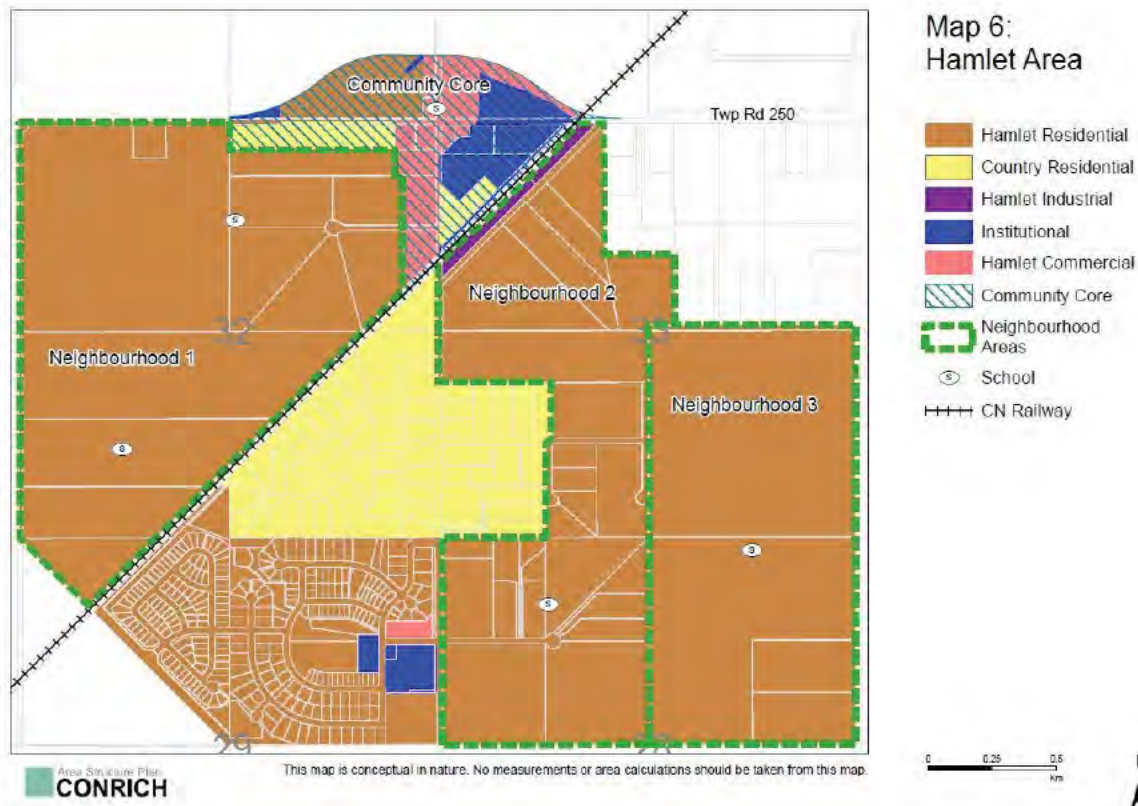 Map 6:
Hamlet Area
Community Core
S
Twp Rd 250
Hamlet Residential
Country Residential
Hamlet Industrial
Institutional
Hamlet Commercial
Community Core
Neighbourhood
Areas
S School
CN Railway
S
Neighbourhood 2
32
Neighbourhood 1
Neighbourhood 3
S
S
S
29
This map is conceptual in nature. No measurements or area calculations should be taken from this map.
Area Structure Plan
CONRICH
0 0.25 0.5
Km